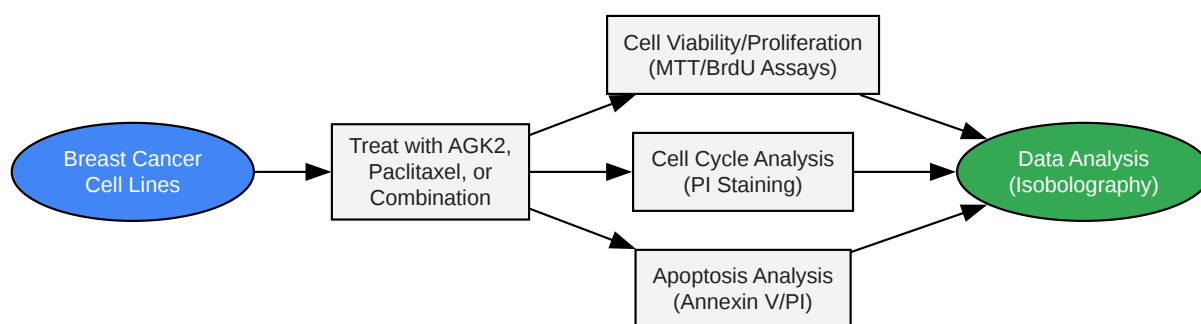 Breast Cancer
Cell Lines
Treat with AGK2,
Paclitaxel, or
Combination
Cell Viability/Proliferation
(MTT/BrdU Assays)
Cell Cycle Analysis
(PI Staining)
Apoptosis Analysis
(Annexin V/PI)
Data Analysis
(Isobolography)